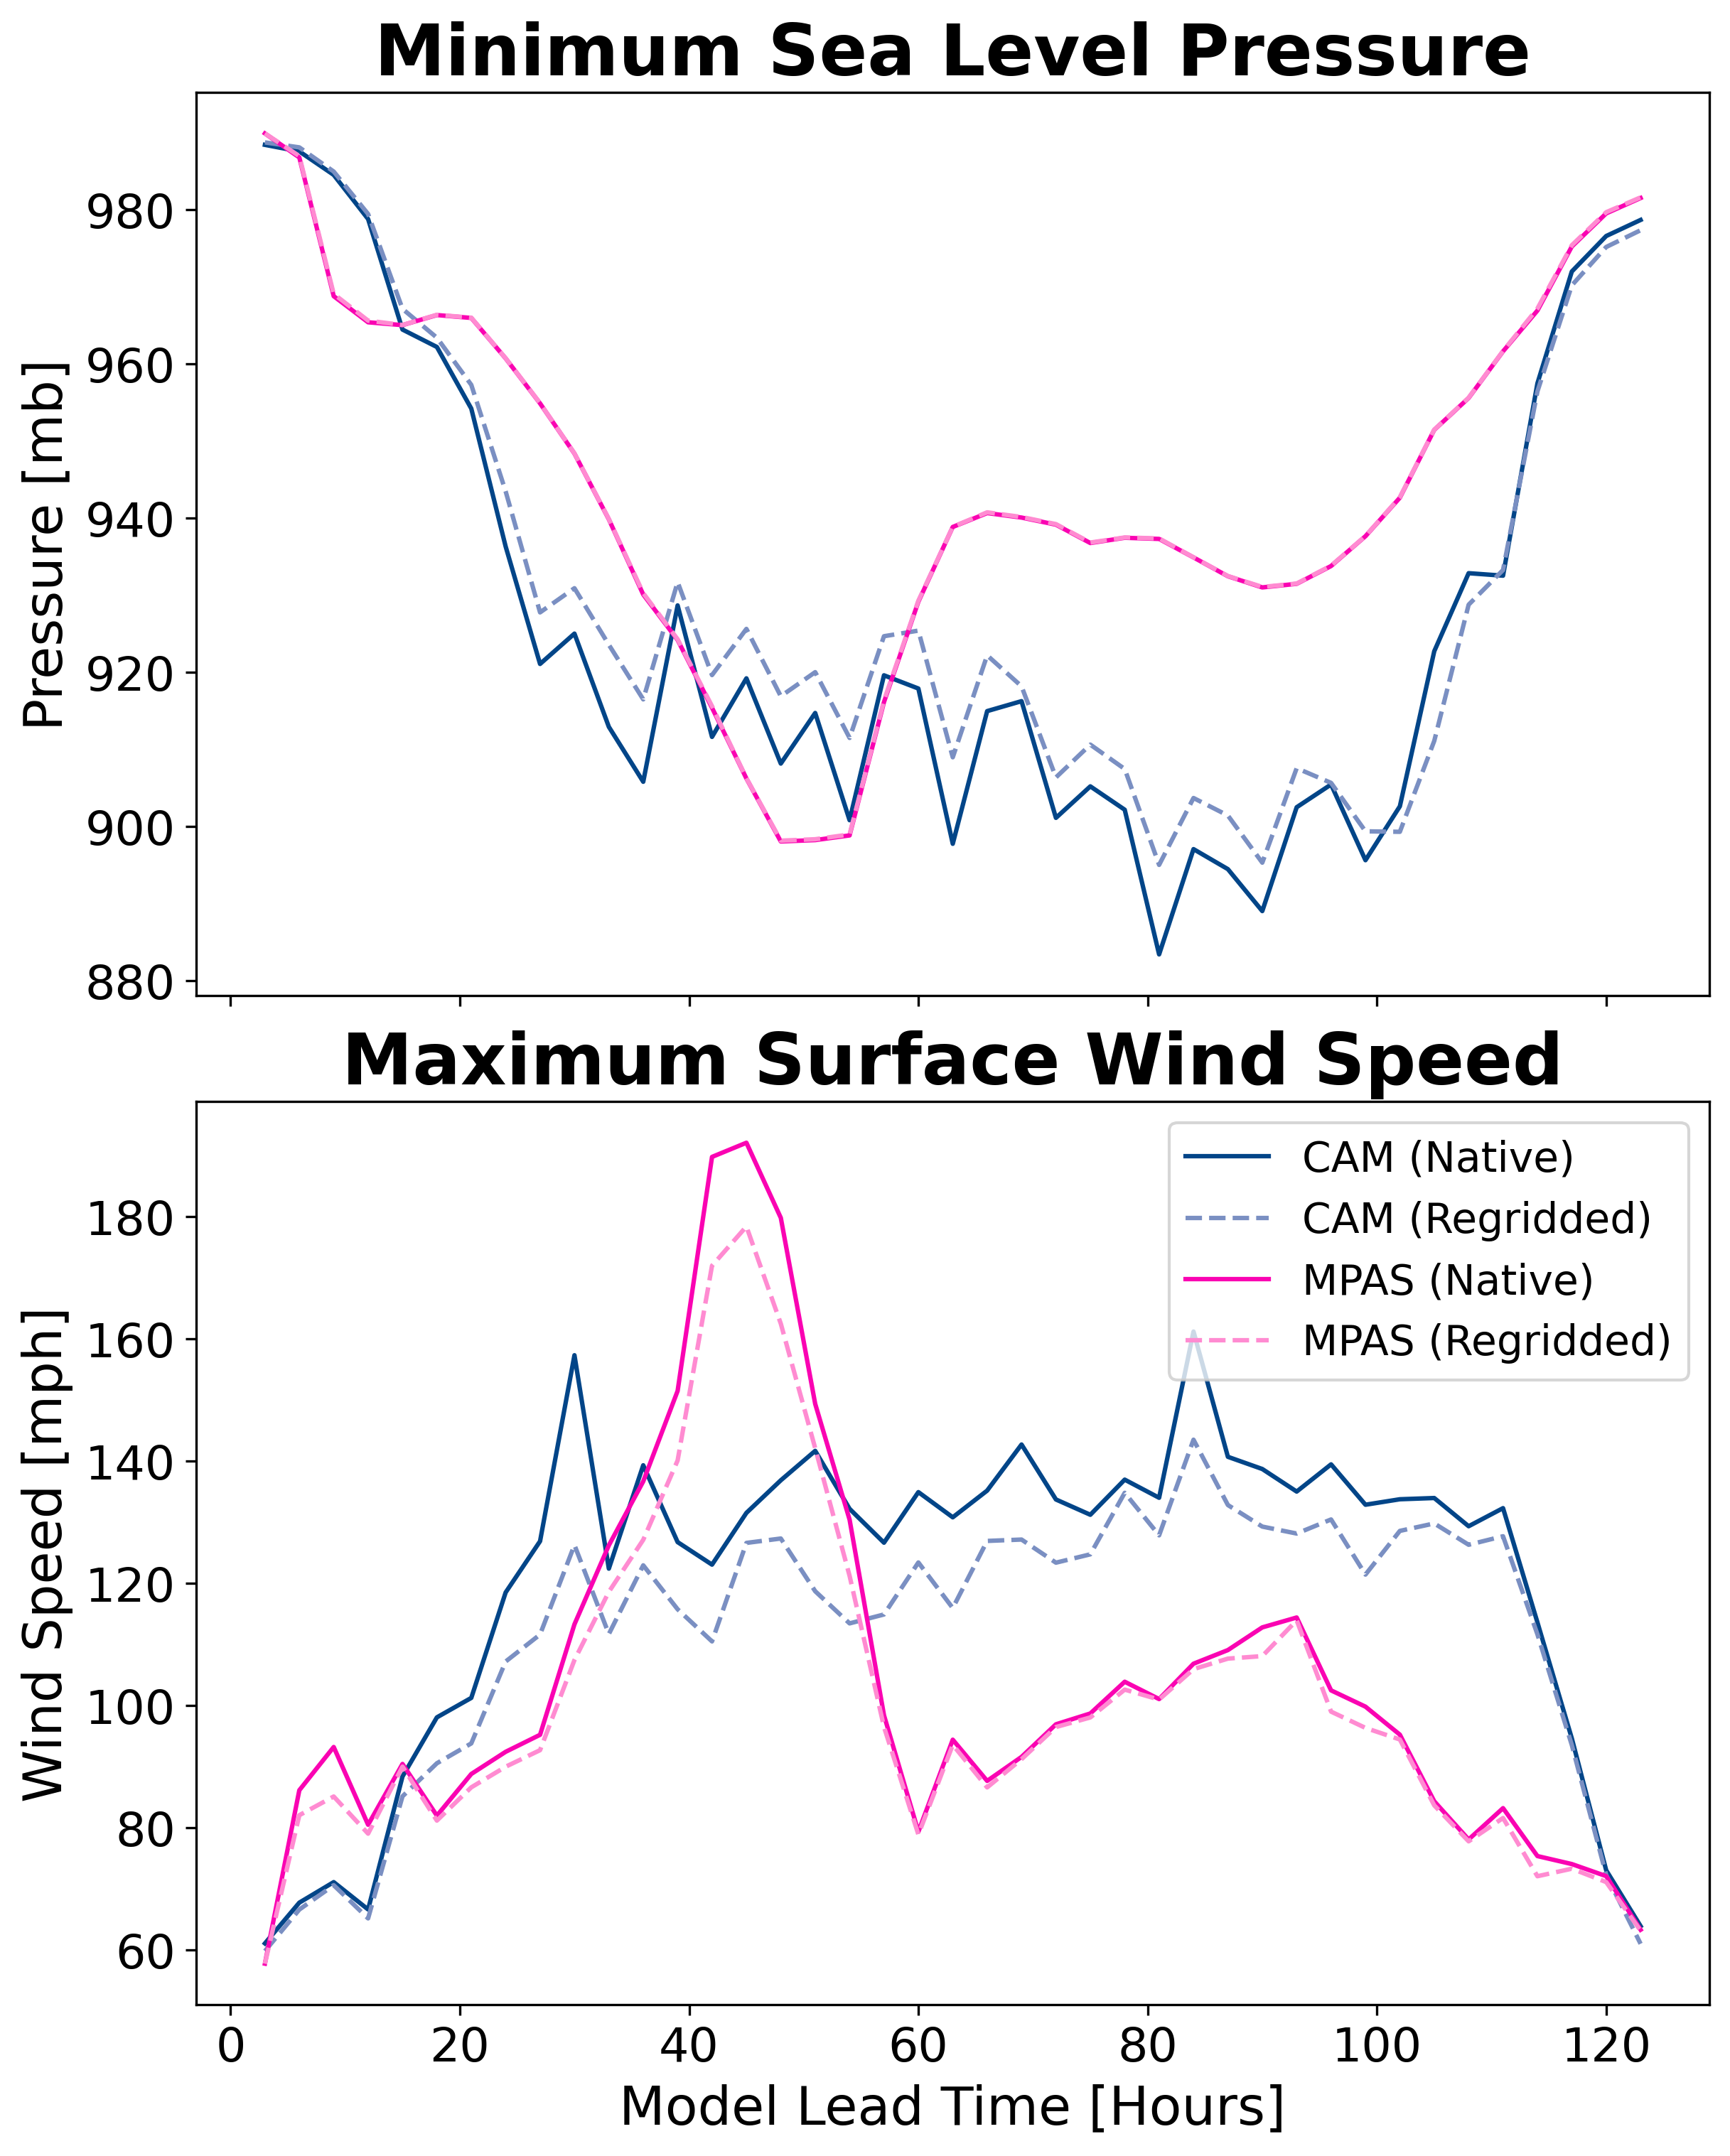 Minimum Sea Level Pressure
Pressure [mb]
980
960
940
920
900
880
Maximum Surface Wind Speed
Wind Speed [mph]
180
160
140
120
100
80
60
CAM (Native)
CAM (Regridded)
MPAS (Native)
MPAS (Regridded)
0 20 40 60 80 100 120
Model Lead Time [Hours]